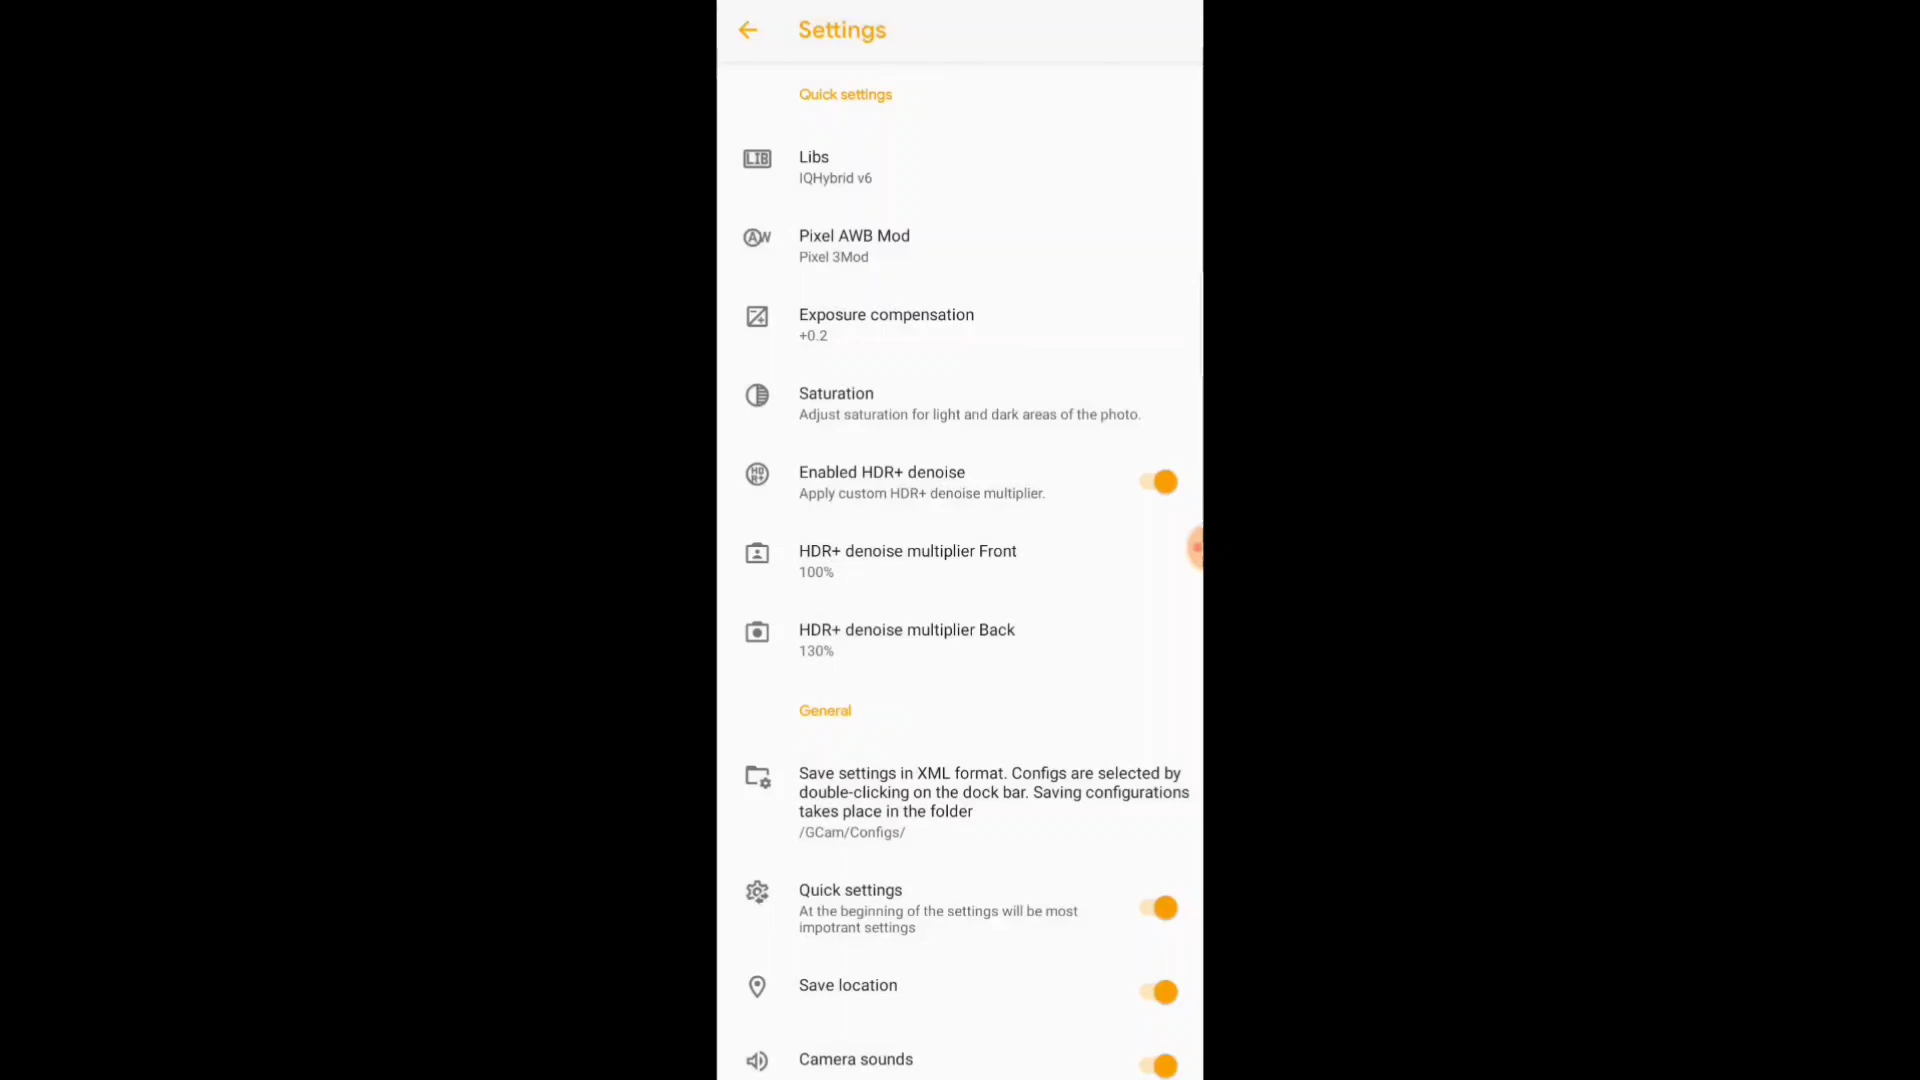 Settings
Quick settings
LIB
Libs
IQHybrid v6
AW
Pixel AWB Mod
Pixel 3Mod
Exposure compensation
+0.2
Saturation
Adjust saturation for light and dark areas of the photo.
HDR+
Enabled HDR+ denoise
Apply custom HDR+ denoise multiplier.
HDR+ denoise multiplier Front
100%
HDR+ denoise multiplier Back
130%
General
Save settings in XML format. Configs are selected by
double-clicking on the dock bar. Saving configurations
takes place in the folder
/GCam/Configs/
Quick settings
At the beginning of the settings will be most
impotrant settings
Save location
Camera sounds